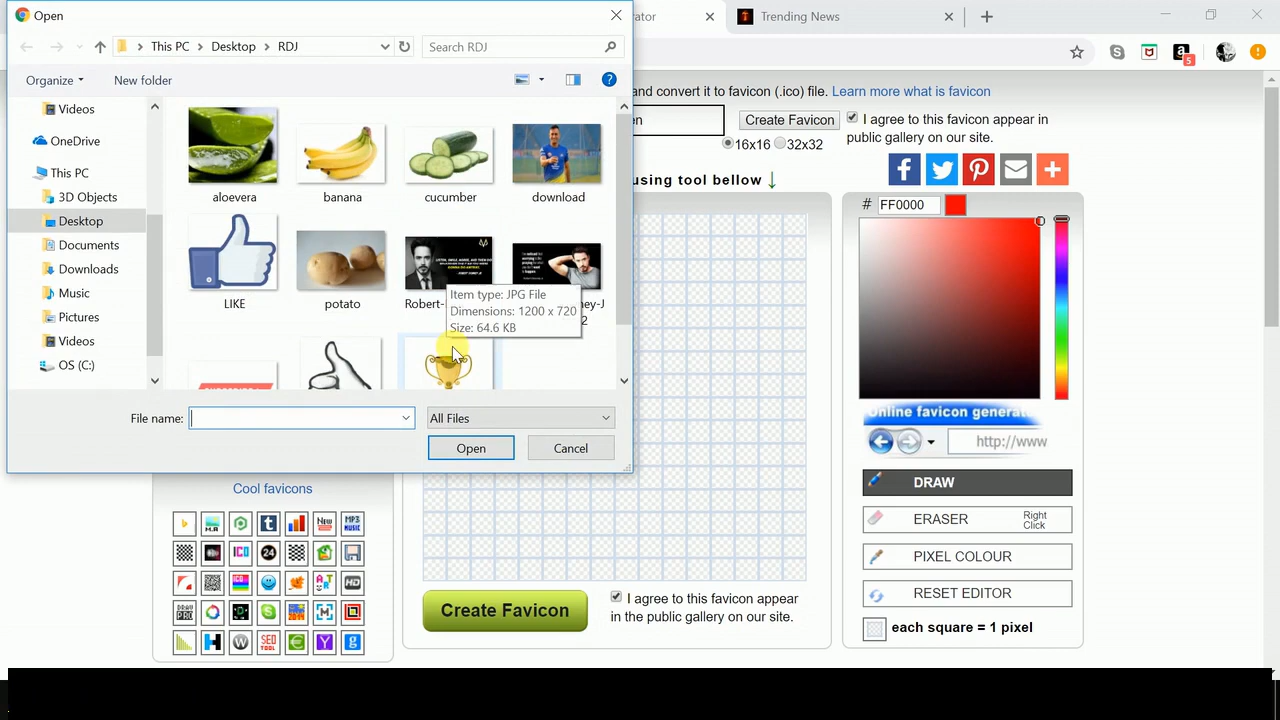 Open
rator
Trending News
This PC
Desktop
RDJ
Search RDJ
5
Organize
New folder
Videos
OneDrive
This PC
3D Objects
Desktop
Documents
Downloads
Music
Pictures
Videos
OS (C:)
aloevera
banana
cucumber
download
LIKE
potato
Robert-
ney-J
2
Item type: JPG File
Dimensions: 1200 x 720
Size: 64.6 KB
File name:
All Files
Open
Cancel
and convert it to favicon (.ico) file. Learn more what is favicon
en
Create Favicon
I agree to this favicon appear in
public gallery on our site.
16x16
32x32
using tool bellow ↓
# FF0000
Online favicon generat
http://www
DRAW
ERASER
Right
Click
PIXEL COLOUR
RESET EDITOR
each square = 1 pixel
Cool favicons
Create Favicon
I agree to this favicon appear
in the public gallery on our site.